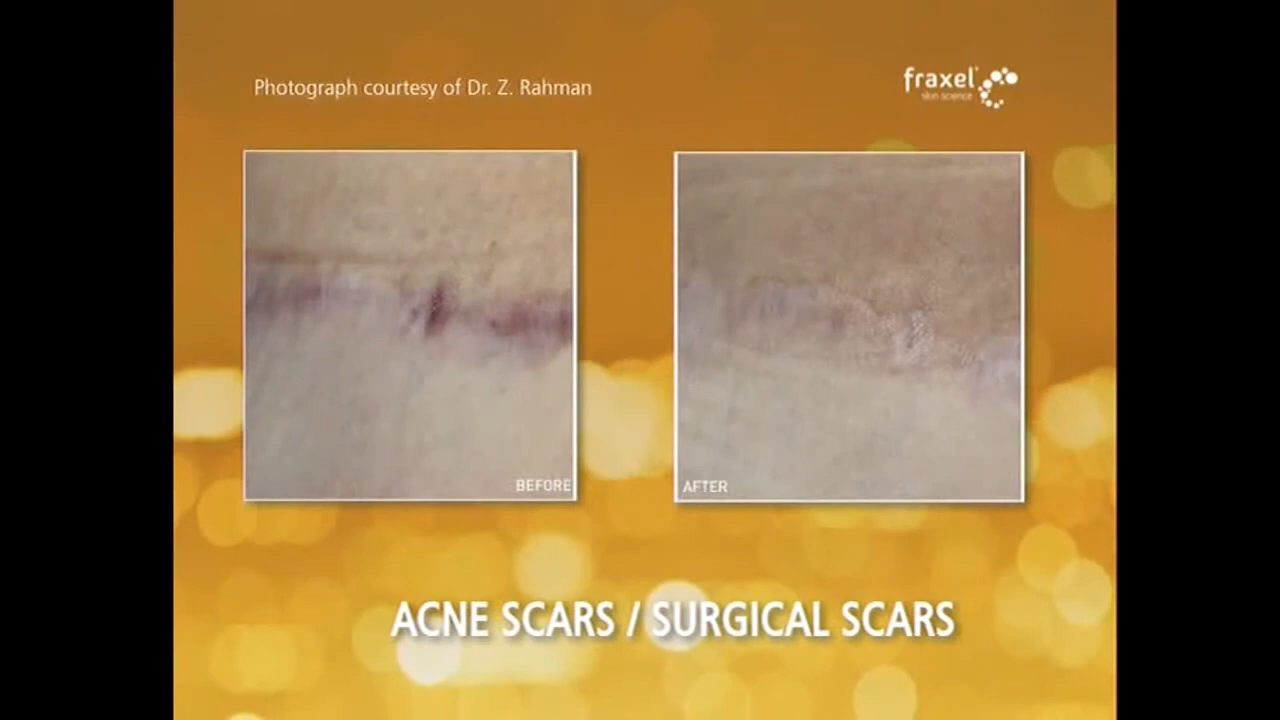 Photograph courtesy of Dr. Z. Rahman
fraxel
skin science
BEFORE
AFTER
ACNE SCARS / SURGICAL SCARS